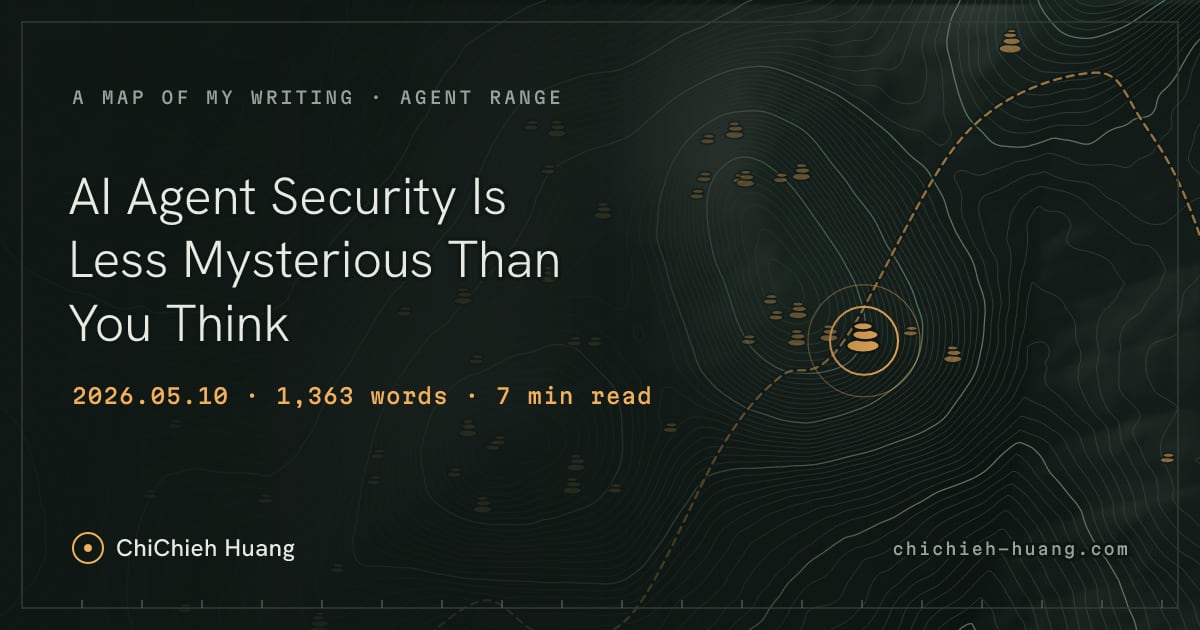 A MAP OF MY WRITING · AGENT RANGE
AI Agent Security Is
Less Mysterious Than
You Think
2026.05.10 · 1,363 words · 7 min read
ChiChieh Huang
chichieh-huang.com